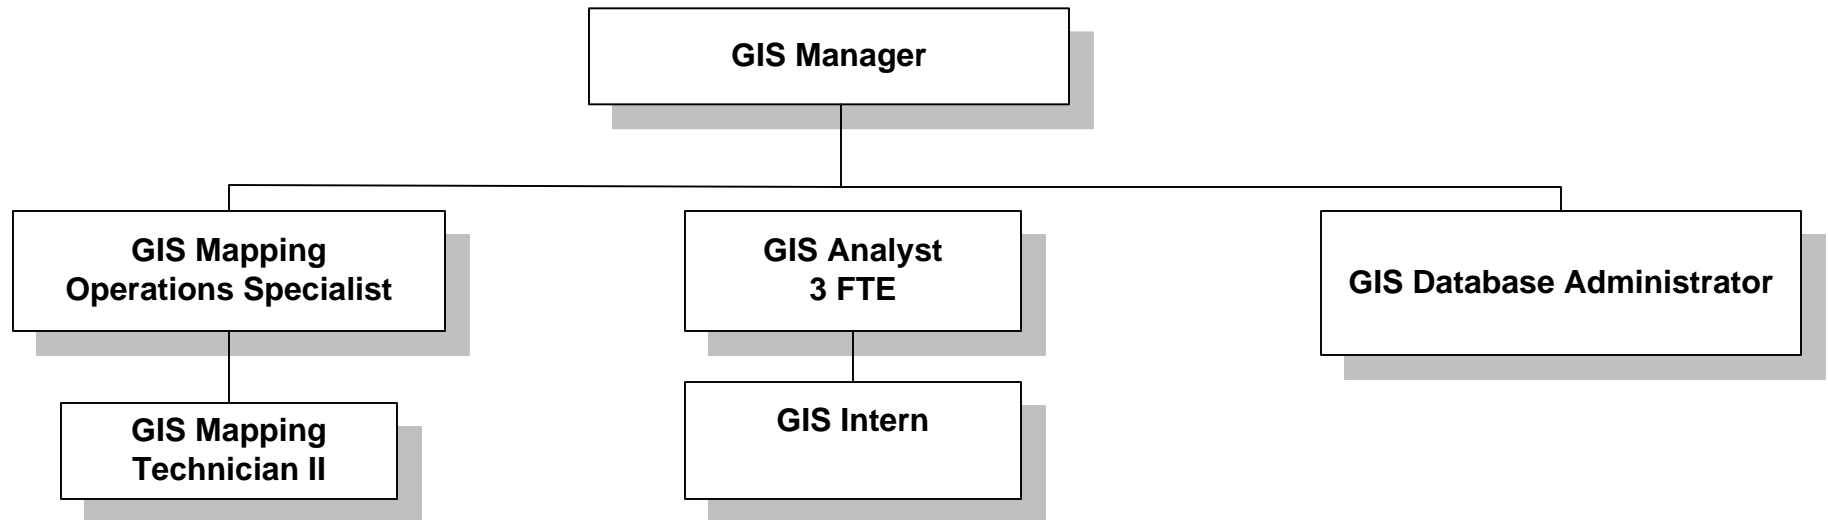 GIS Manager
GIS Mapping
Operations Specialist
GIS Analyst
3 FTE
GIS Database Administrator
GIS Mapping
Technician II
GIS Intern